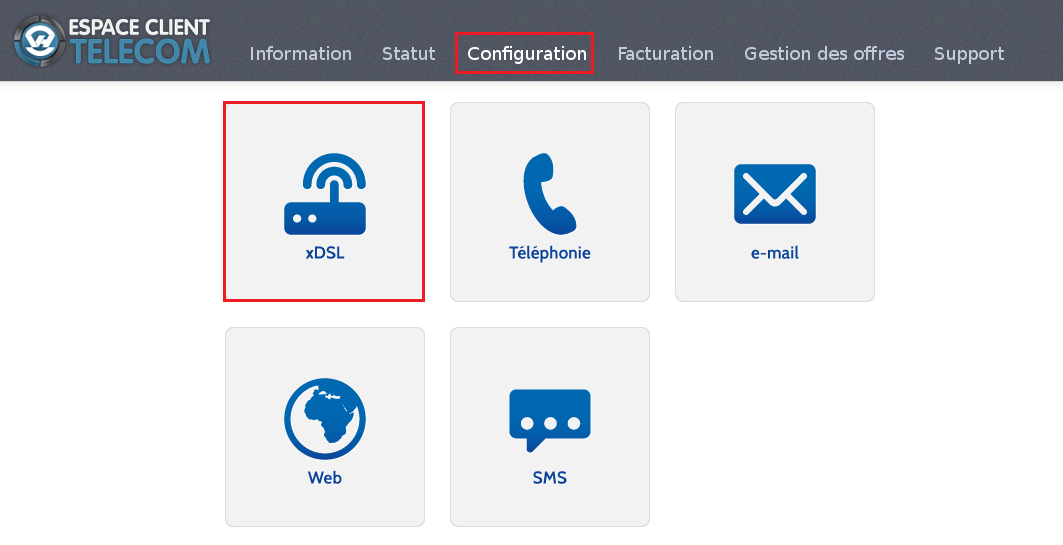 ESPACE CLIENT
TELECOM
Information Statut Configuration Facturation Gestion des offres Support
xDSL Téléphonie e-mail
Web SMS